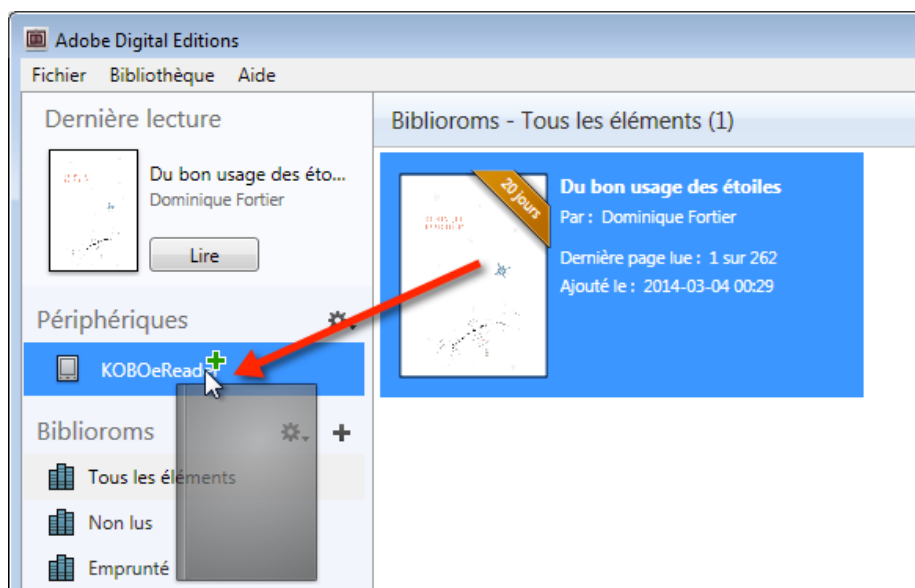 Adobe Digital Editions
Fichier Bibliothèque Aide
Dernière lecture
Du bon usage des éto...
Dominique Fortier
Lire
Périphériques
KOBOeReader
Biblioroms
Tous les éléments
Non lus
Emprunté
Biblioroms - Tous les éléments (1)
20 jours
Du bon usage des étoiles
Par : Dominique Fortier
Dernière page lue : 1 sur 262
Ajouté le : 2014-03-04 00:29